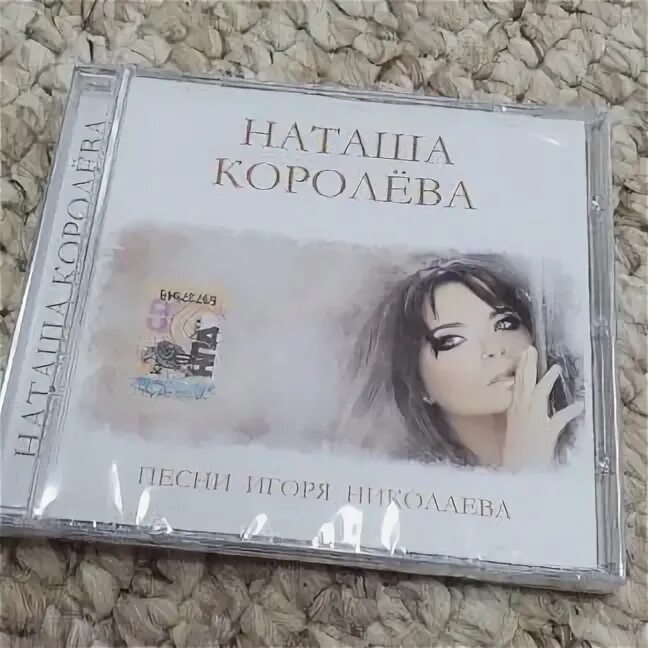 НАТАША
КОРОЛЁВА
ПЕСНИ ИГОРЯ НИКОЛАЕВА
НАТАША КОРОЛЁВА